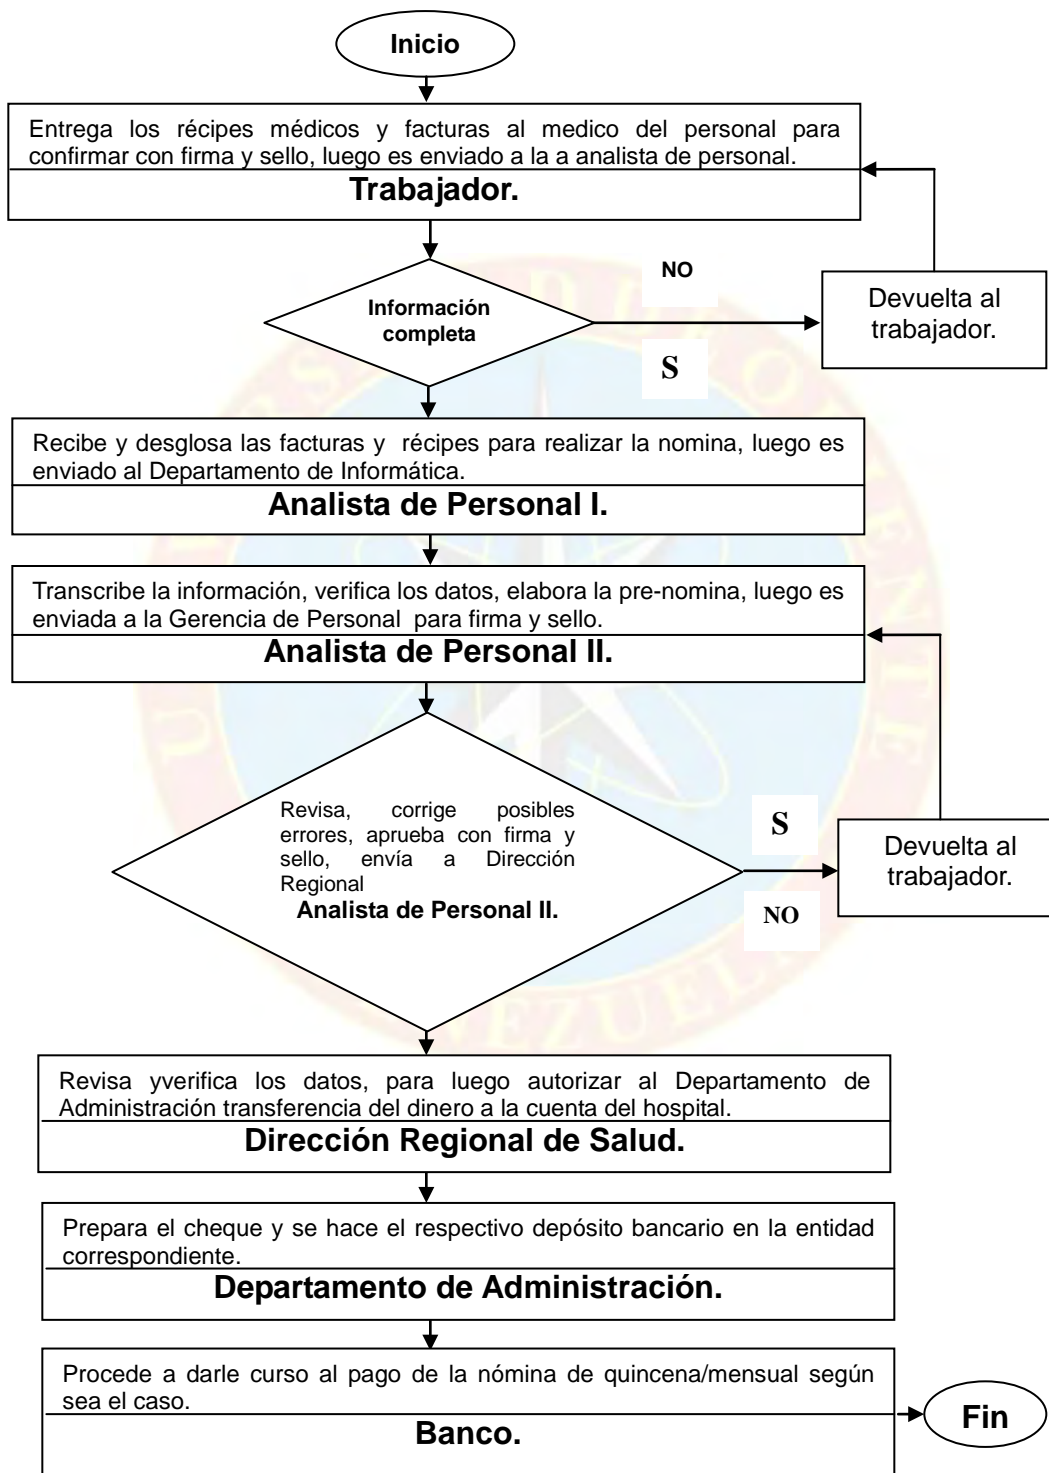 Inicio
Entrega los récipes médicos y facturas al medico del personal para
confirmar con firma y sello, luego es enviado a la a analista de personal.
Trabajador.
NO
Información
completa
Devuelta al
trabajador.
S
Recibe y desglosa las facturas y récipes para realizar la nomina, luego es
enviado al Departamento de Informática.
Analista de Personal I.
Transcribe la información, verifica los datos, elabora la pre-nomina, luego es
enviada a la Gerencia de Personal para firma y sello.
Analista de Personal II.
Revisa, corrige posibles
errores, aprueba con firma y
sello, envía a Dirección
Regional
Analista de Personal II.
S
NO
Devuelta al
trabajador.
Revisa yverifica los datos, para luego autorizar al Departamento de
Administración transferencia del dinero a la cuenta del hospital.
Dirección Regional de Salud.
Prepara el cheque y se hace el respectivo depósito bancario en la entidad
correspondiente.
Departamento de Administración.
Procede a darle curso al pago de la nómina de quincena/mensual según
sea el caso.
Banco.
Fin